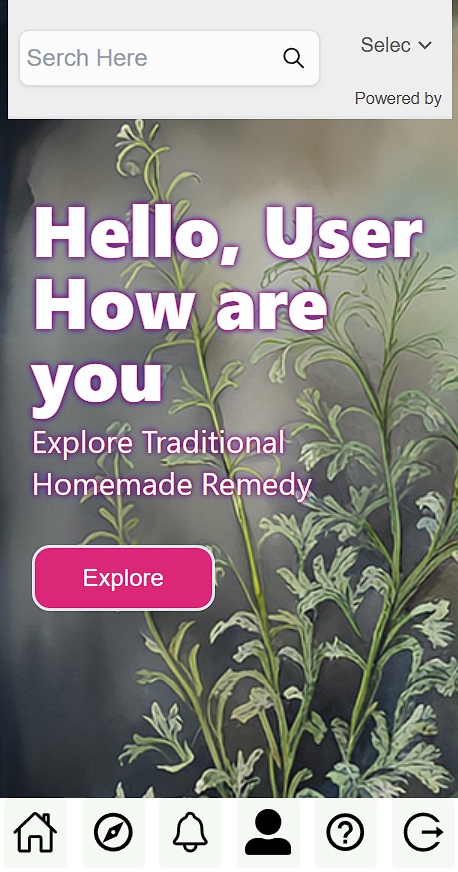 Serch Here
Selec
Powered by
Hello, User
How are
you
Explore Traditional
Homemade Remedy
Explore